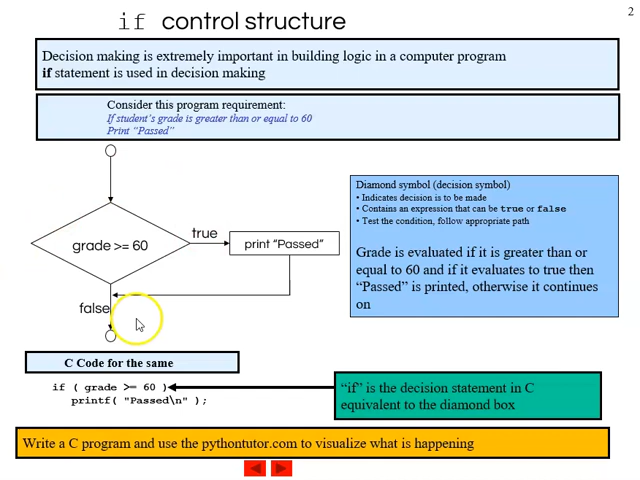 2
if control structure
Decision making is extremely important in building logic in a computer program
if statement is used in decision making
Consider this program requirement:
If student's grade is greater than or equal to 60
Print "Passed"
grade >= 60
true
print "Passed"
false
Diamond symbol (decision symbol)
• Indicates decision is to be made
• Contains an expression that can be true or false
• Test the condition, follow appropriate path
Grade is evaluated if it is greater than or
equal to 60 and if it evaluates to true then
"Passed" is printed, otherwise it continues
on
C Code for the same
if ( grade >= 60 )
printf( "Passed\n" );
"if" is the decision statement in C
equivalent to the diamond box
Write a C program and use the pythontutor.com to visualize what is happening